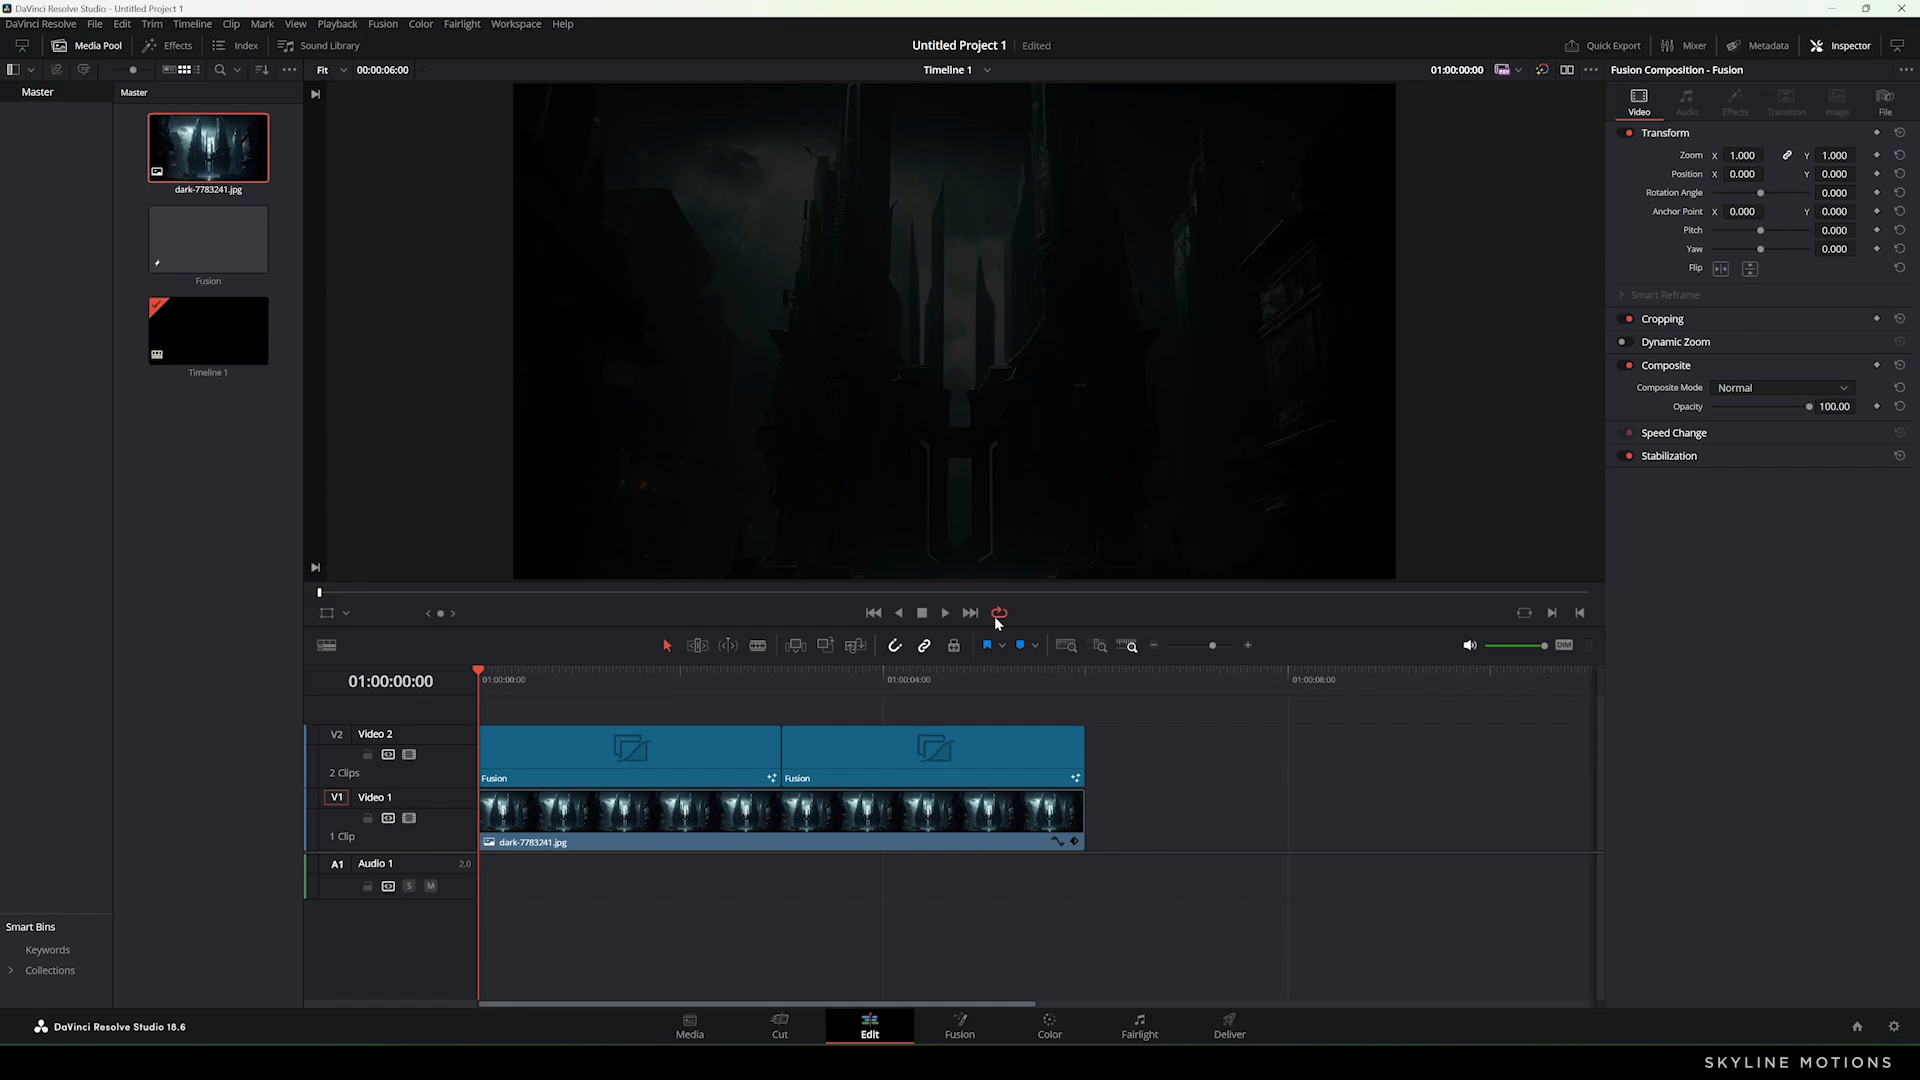 DaVinci Resolve Studio - Untitled Project 1
DaVinci Resolve File Edit Trim Timeline Clip Mark View Playback Fusion Color Fairlight Workspace Help
Media Pool Effects Index Sound Library Untitled Project 1 Edited Quick Export Mixer Metadata Inspector
Fit 00:00:06:00 Timeline 1 01:00:00:00 Fusion Composition - Fusion
Master Master
Video Audio Effects Transition Image File
dark-7783241.jpg
Fusion
Timeline 1
Transform
Zoom X 1.000 Y 1.000
Position X 0.000 Y 0.000
Rotation Angle 0.000
Anchor Point X 0.000 Y 0.000
Pitch 0.000
Yaw 0.000
Flip
Smart Reframe
Cropping
Dynamic Zoom
Composite
Composite Mode Normal
Opacity 100.00
Speed Change
Stabilization
DIM
01:00:00:00 01:00:00:00 01:00:04:00 01:00:08:00
V2 Video 2
2 Clips
Fusion Fusion
V1 Video 1
1 Clip
dark-7783241.jpg
A1 Audio 1 2.0
S M
Smart Bins
Keywords
Collections
DaVinci Resolve Studio 18.6
Media Cut Edit Fusion Color Fairlight Deliver
SKYLINE MOTIONS